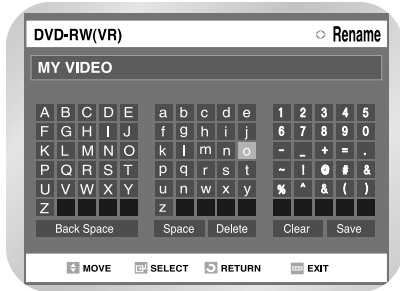 DVD-RW(VR) Rename
MY VIDEO
A B C D E a b c d e 1 2 3 4 5
F G H I J f g h i j 6 7 8 9 0
K L M N O k l m n o - _ + = .
P Q R S T p q r s t ~ ! @ # &
U V W X Y u n w x y % ^ & ( )
Z z
Back Space Space Delete Clear Save
MOVE SELECT RETURN EXIT